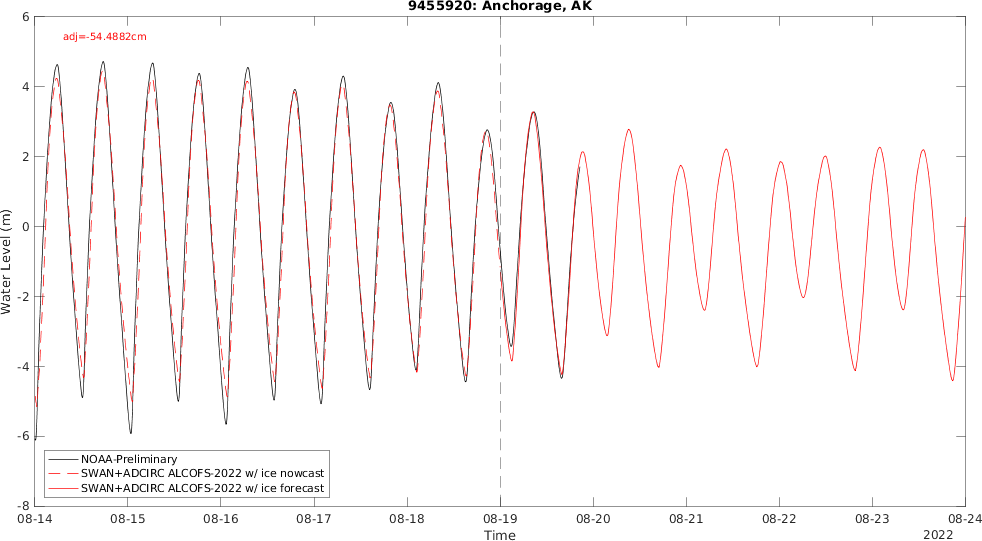 9455920: Anchorage, AK
adj=-54.4882cm
6
4
2
0
-2
-4
-6
-8
Water Level (m)
NOAA-Preliminary
SWAN+ADCIRC ALCOFS-2022 w/ ice nowcast
SWAN+ADCIRC ALCOFS-2022 w/ ice forecast
08-14 08-15 08-16 08-17 08-18 08-19 08-20 08-21 08-22 08-23 08-24
Time
2022